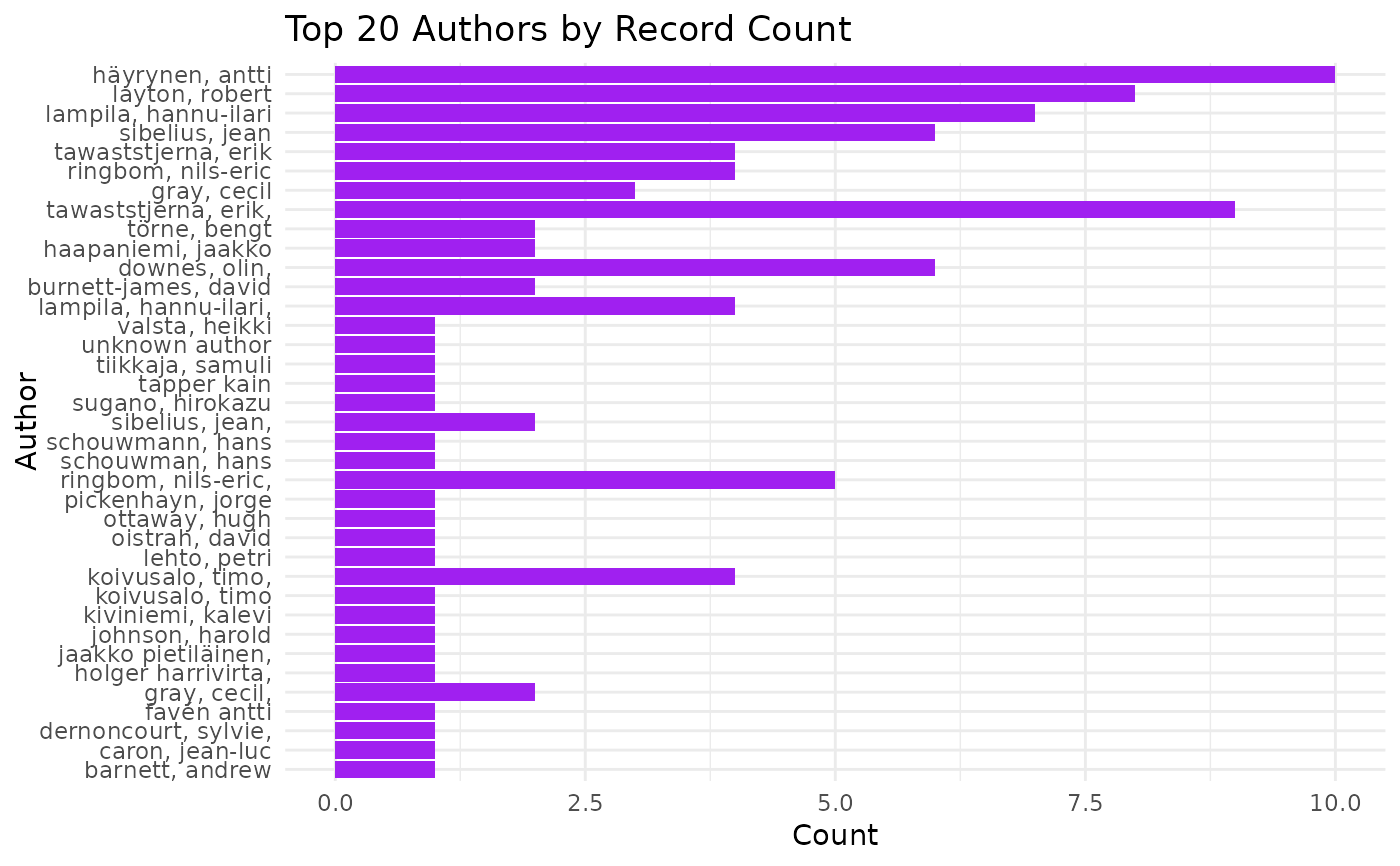 Top 20 Authors by Record Count
häyrynen, antti
layton, robert
lampila, hannu-ilari
sibelius, jean
tawaststjerna, erik
ringbom, nils-eric
gray, cecil
tawaststjerna, erik,
törne, bengt
haapaniemi, jaakko
downes, olin,
burnett-james, david
lampila, hannu-ilari,
valsta, heikki
unknown author
tiikkaja, samuli
tapper kain
sugano, hirokazu
sibelius, jean,
schouwmann, hans
schouwman, hans
ringbom, nils-eric,
pickenhayn, jorge
ottaway, hugh
oistrah, david
lehto, petri
koivusalo, timo,
koivusalo, timo
kiviniemi, kalevi
johnson, harold
jaakko pietiläinen,
holger harrivirta,
gray, cecil,
favén antti
dernoncourt, sylvie,
caron, jean-luc
barnett, andrew
Author
0.0 2.5 5.0 7.5 10.0
Count